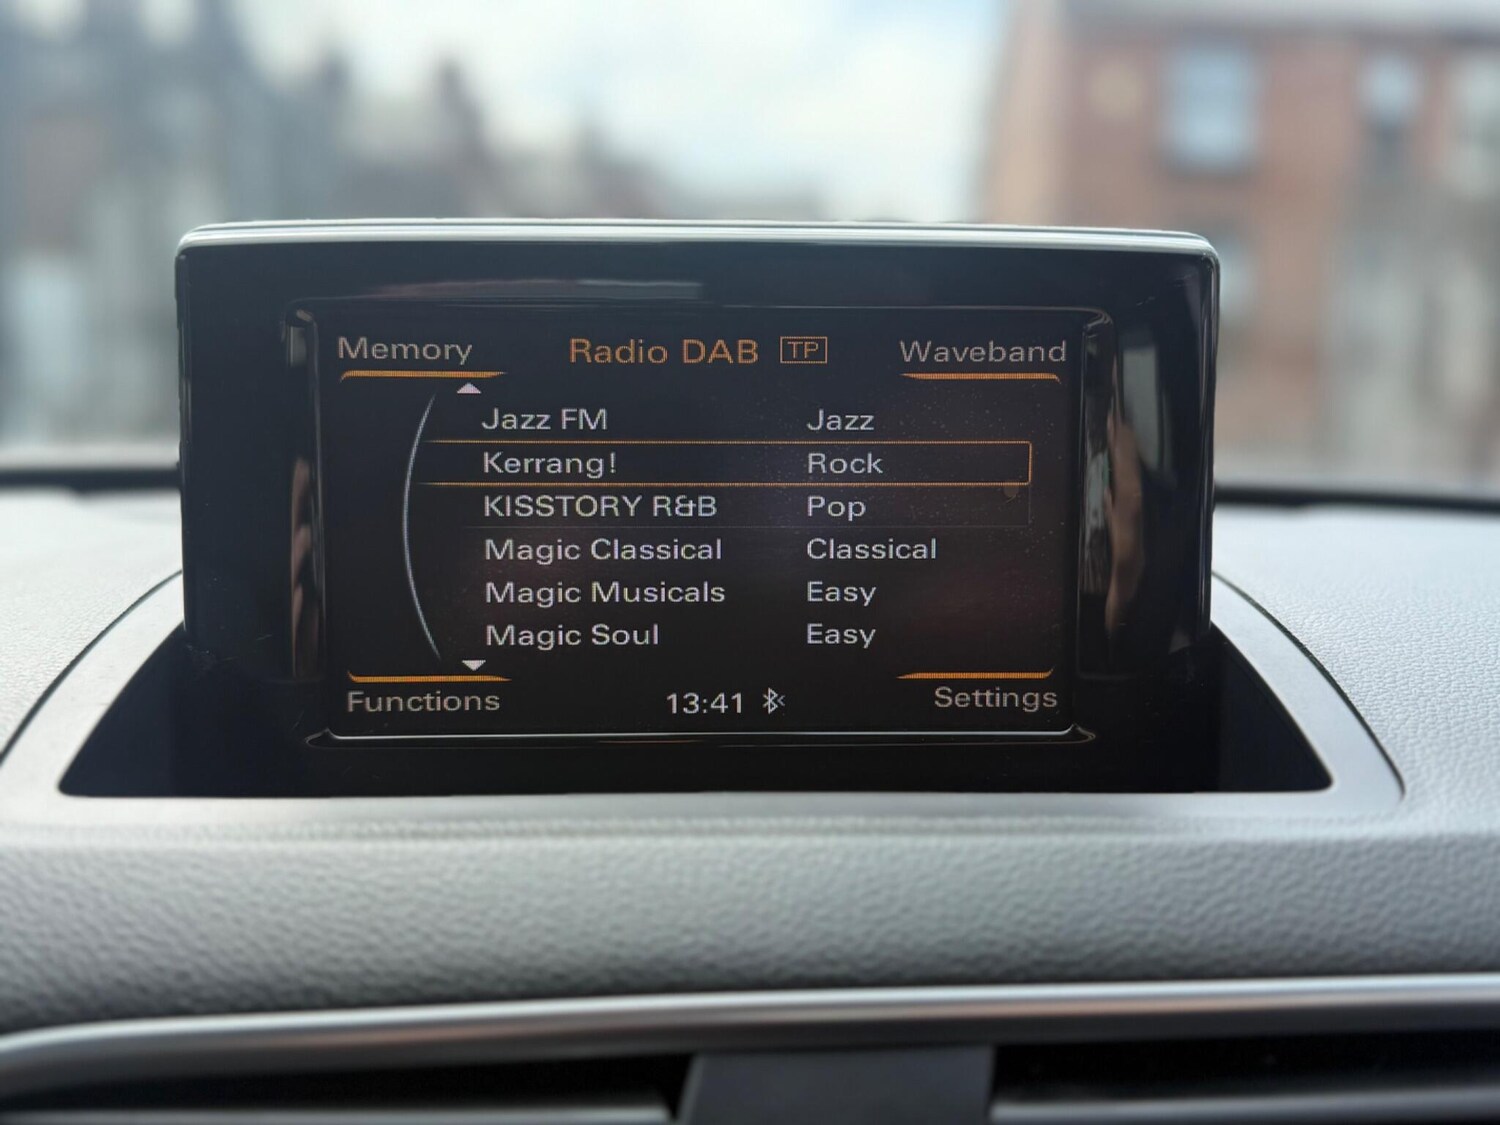 Memory Radio DAB TP Waveband
Jazz FM Jazz
Kerrang! Rock
KISSTORY R&B Pop
Magic Classical Classical
Magic Musicals Easy
Magic Soul Easy
Functions 13:41 Settings